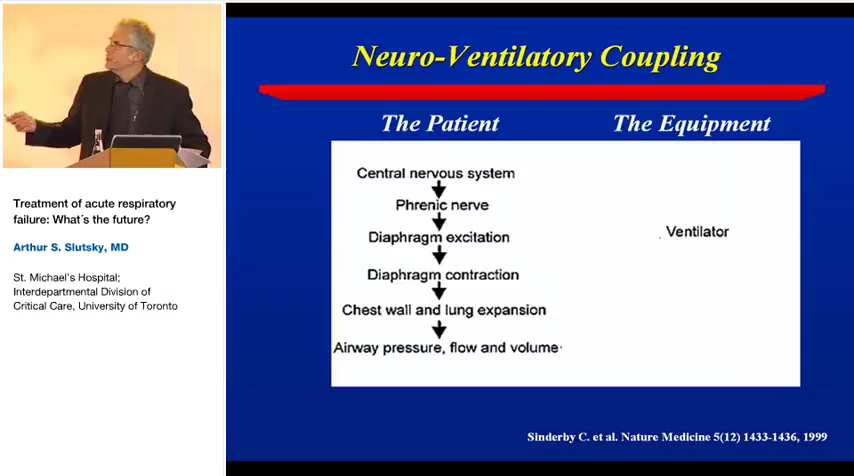 Neuro-Ventilatory Coupling
The Patient
The Equipment
Central nervous system
Phrenic nerve
Diaphragm excitation
Diaphragm contraction
Chest wall and lung expansion
Airway pressure, flow and volume
Ventilator
Sinderby C. et al. Nature Medicine 5(12) 1433-1436, 1999
Treatment of acute respiratory
failure: What´s the future?
Arthur S. Slutsky, MD
St. Michael's Hospital;
Interdepartmental Division of
Critical Care, University of Toronto